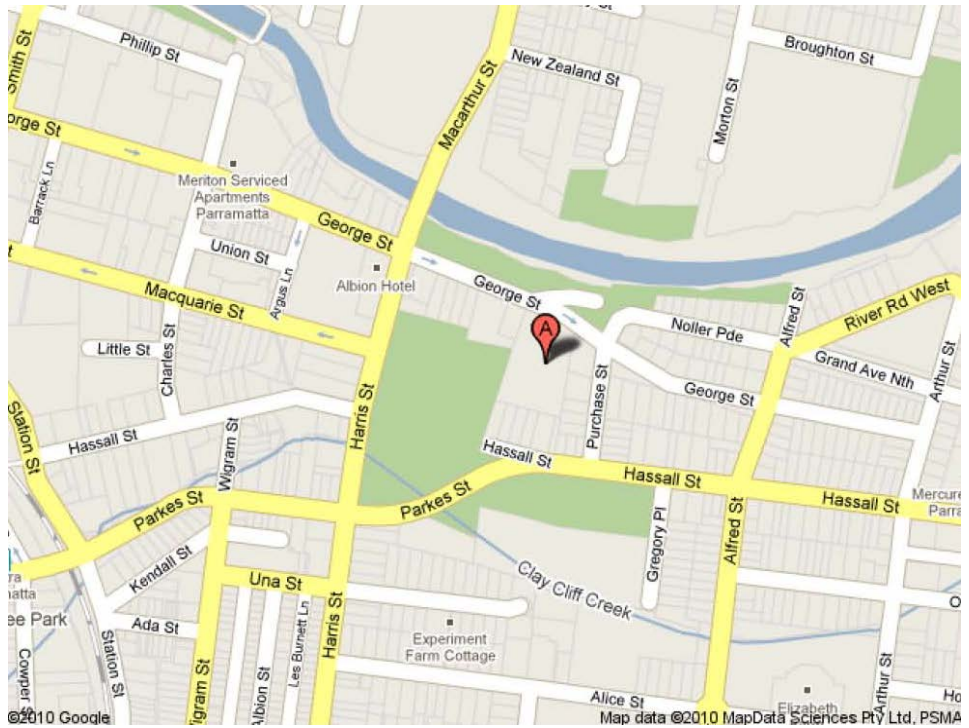 Phillip St
Broughton St
New Zealand St
Smith St
Macarthur St
Morton St
orge St
Barrack Ln
Meriton Serviced
Apartments
Parramatta
George St
Union St
Argus Ln
Albion Hotel
George St
Alfred St
River Rd West
Macquarie St
Noller Pde
A
Little St
Charles St
Grand Ave Nth
Arthur St
George St
Purchase St
Station St
Harris St
Hassall St
Wigram St
Hassall St
Hassall St
Hassall St
Parkes St
Parkes St
Mercure
Parra
Gregory Pl
Alfred St
Kendall St
Una St
Clay Cliff Creek
ra
matta
ee Park
Ada St
Les Burnett Ln
Harris St
Experiment
Farm Cottage
Cowper S
Station St
Wigram St
Albion St
Alice St
Elizabeth
Arthur St
O
Ho
©2010 Google
Map data ©2010 MapData Sciences Pty Ltd, PSMA